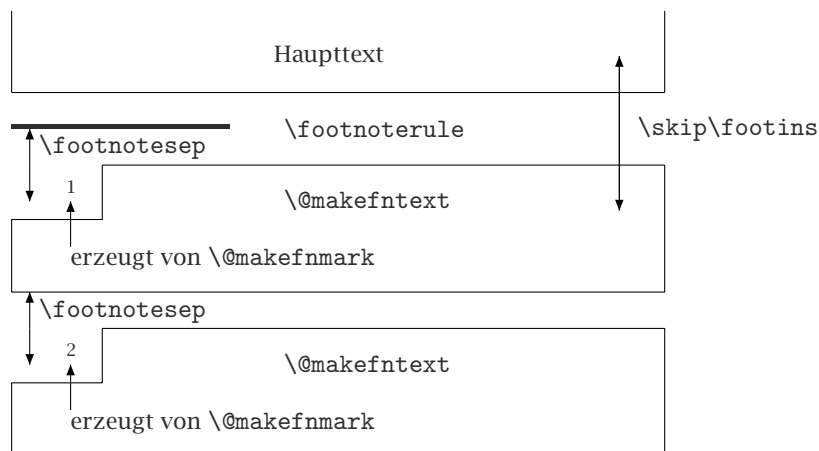 Haupttext
\footnoterule
\skip\footins
\footnotesep
1
\@makefntext
erzeugt von \@makefnmark
\footnotesep
2
\@makefntext
erzeugt von \@makefnmark